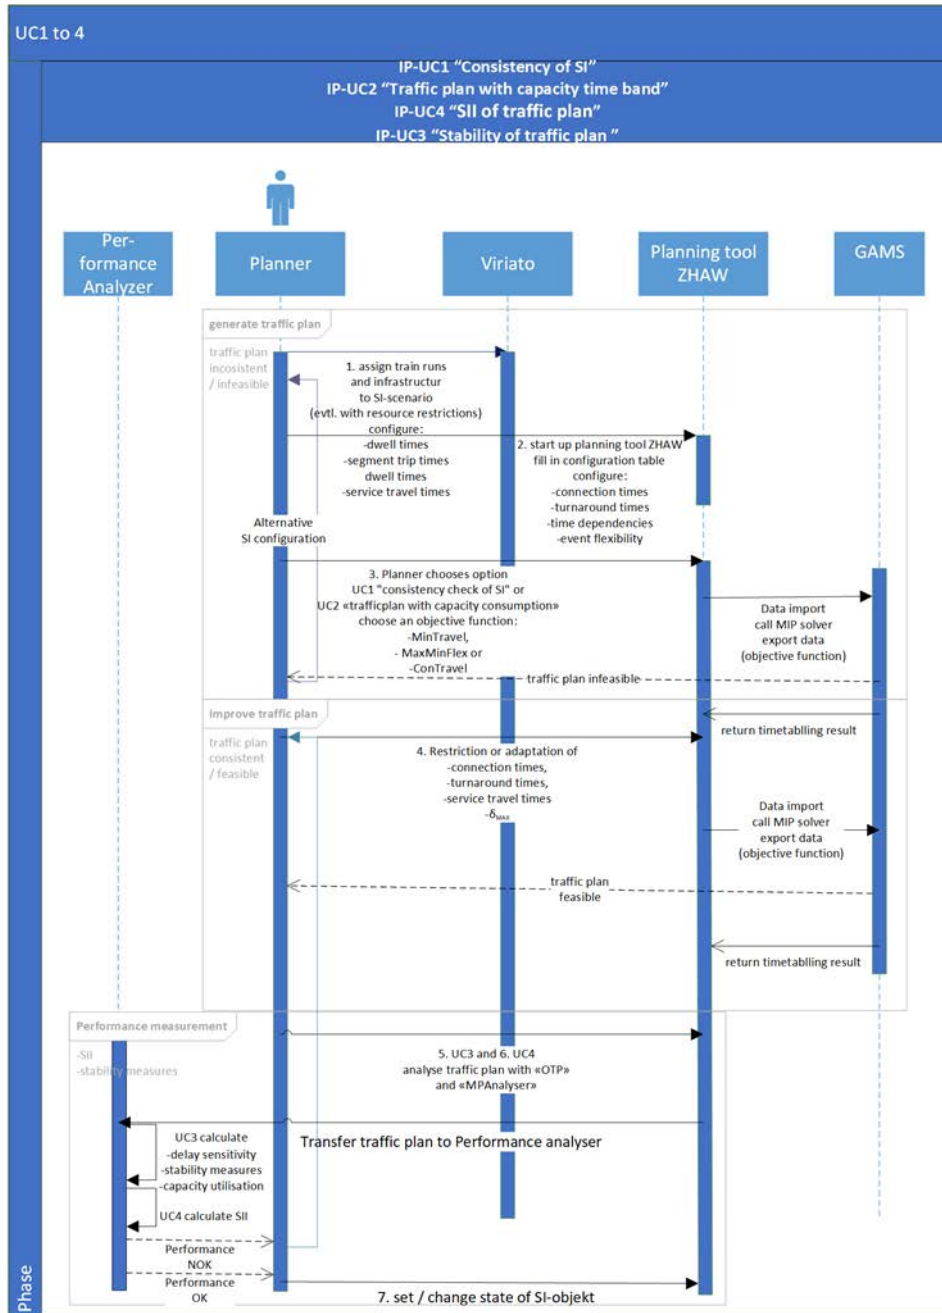 UC1 to 4
IP-UC1 “Consistency of SI”
IP-UC2 “Traffic plan with capacity time band”
IP-UC4 “SII of traffic plan”
IP-UC3 “Stability of traffic plan ”
Per-
formance
Analyzer
Planner
Viriato
Planning tool
ZHAW
GAMS
generate traffic plan
traffic plan
incosistent
/ infeasible
1. assign train runs
and infrastructur
to SI-scenario
(evtl. with resource restrictions)
configure:
-dwell times
-segment trip times
dwell times
-service travel times
2. start up planning tool ZHAW
fill in configuration table
configure:
-connection times
-turnaround times
-time dependencies
-event flexibility
Alternative
SI configuration
3. Planner chooses option
UC1 "consistency check of SI" or
UC2 «trafficplan with capacity consumption»
choose an objective function:
-MinTravel,
- MaxMinFlex or
-ConTravel
Data import
call MIP solver
export data
(objective function)
traffic plan infeasible
improve traffic plan
return timetablling result
traffic plan
consistent
/ feasible
4. Restriction or adaptation of
-connection times,
-turnaround times,
-service travel times
-δMAX
Data import
call MIP solver
export data
(objective function)
traffic plan
feasible
return timetablling result
Performance measurement
-SII
-stability measures
5. UC3 and 6. UC4
analyse traffic plan with «OTP»
and «MPAnalyser»
Transfer traffic plan to Performance analyser
UC3 calculate
-delay sensitivity
-stability measures
-capacity utilisation
UC4 calculate SII
Performance
NOK
Performance
OK
7. set / change state of SI-objekt
Phase